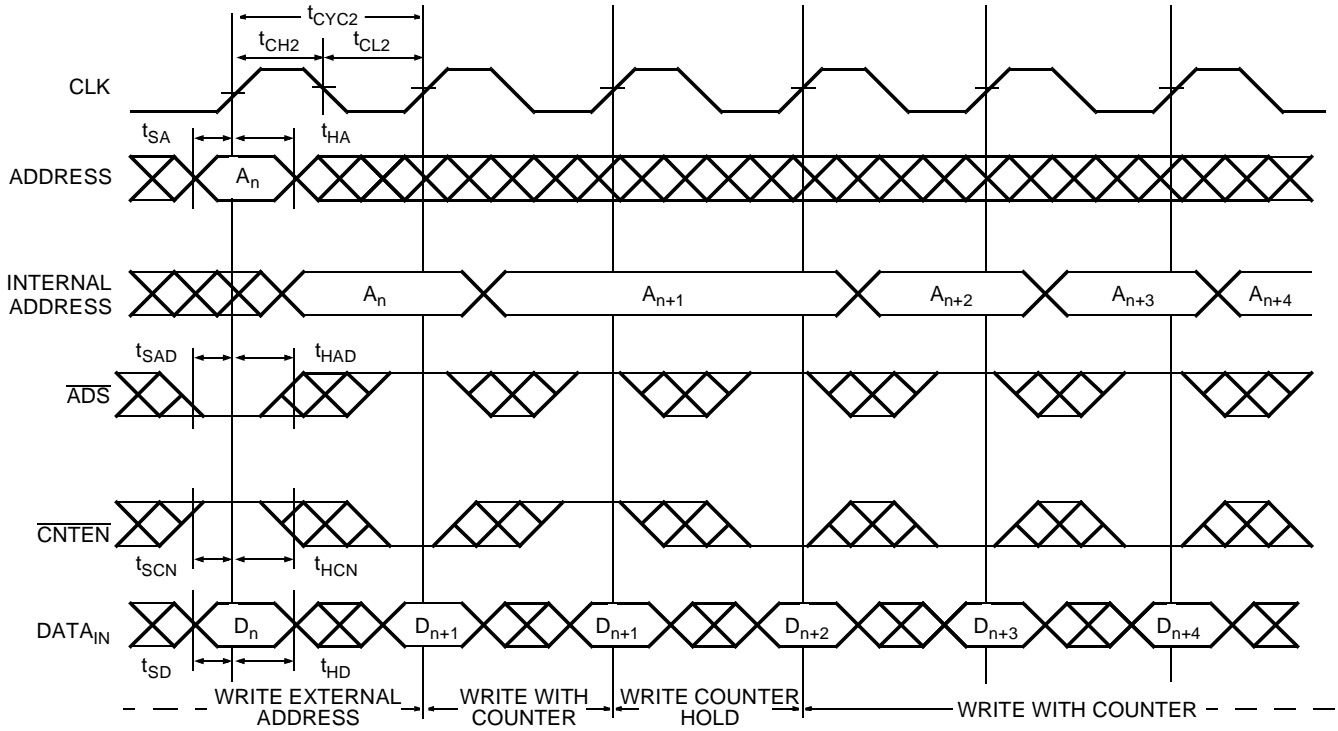 tCYC2
tCH2 tCL2
CLK
tSA tHA
ADDRESS An
INTERNAL ADDRESS An An+1 An+2 An+3 An+4
tSAD tHAD
ADS
CNTEN
tSCN tHCN
DATAIN Dn Dn+1 Dn+1 Dn+2 Dn+3 Dn+4
tSD tHD
WRITE EXTERNAL ADDRESS
WRITE WITH COUNTER
WRITE COUNTER HOLD
WRITE WITH COUNTER